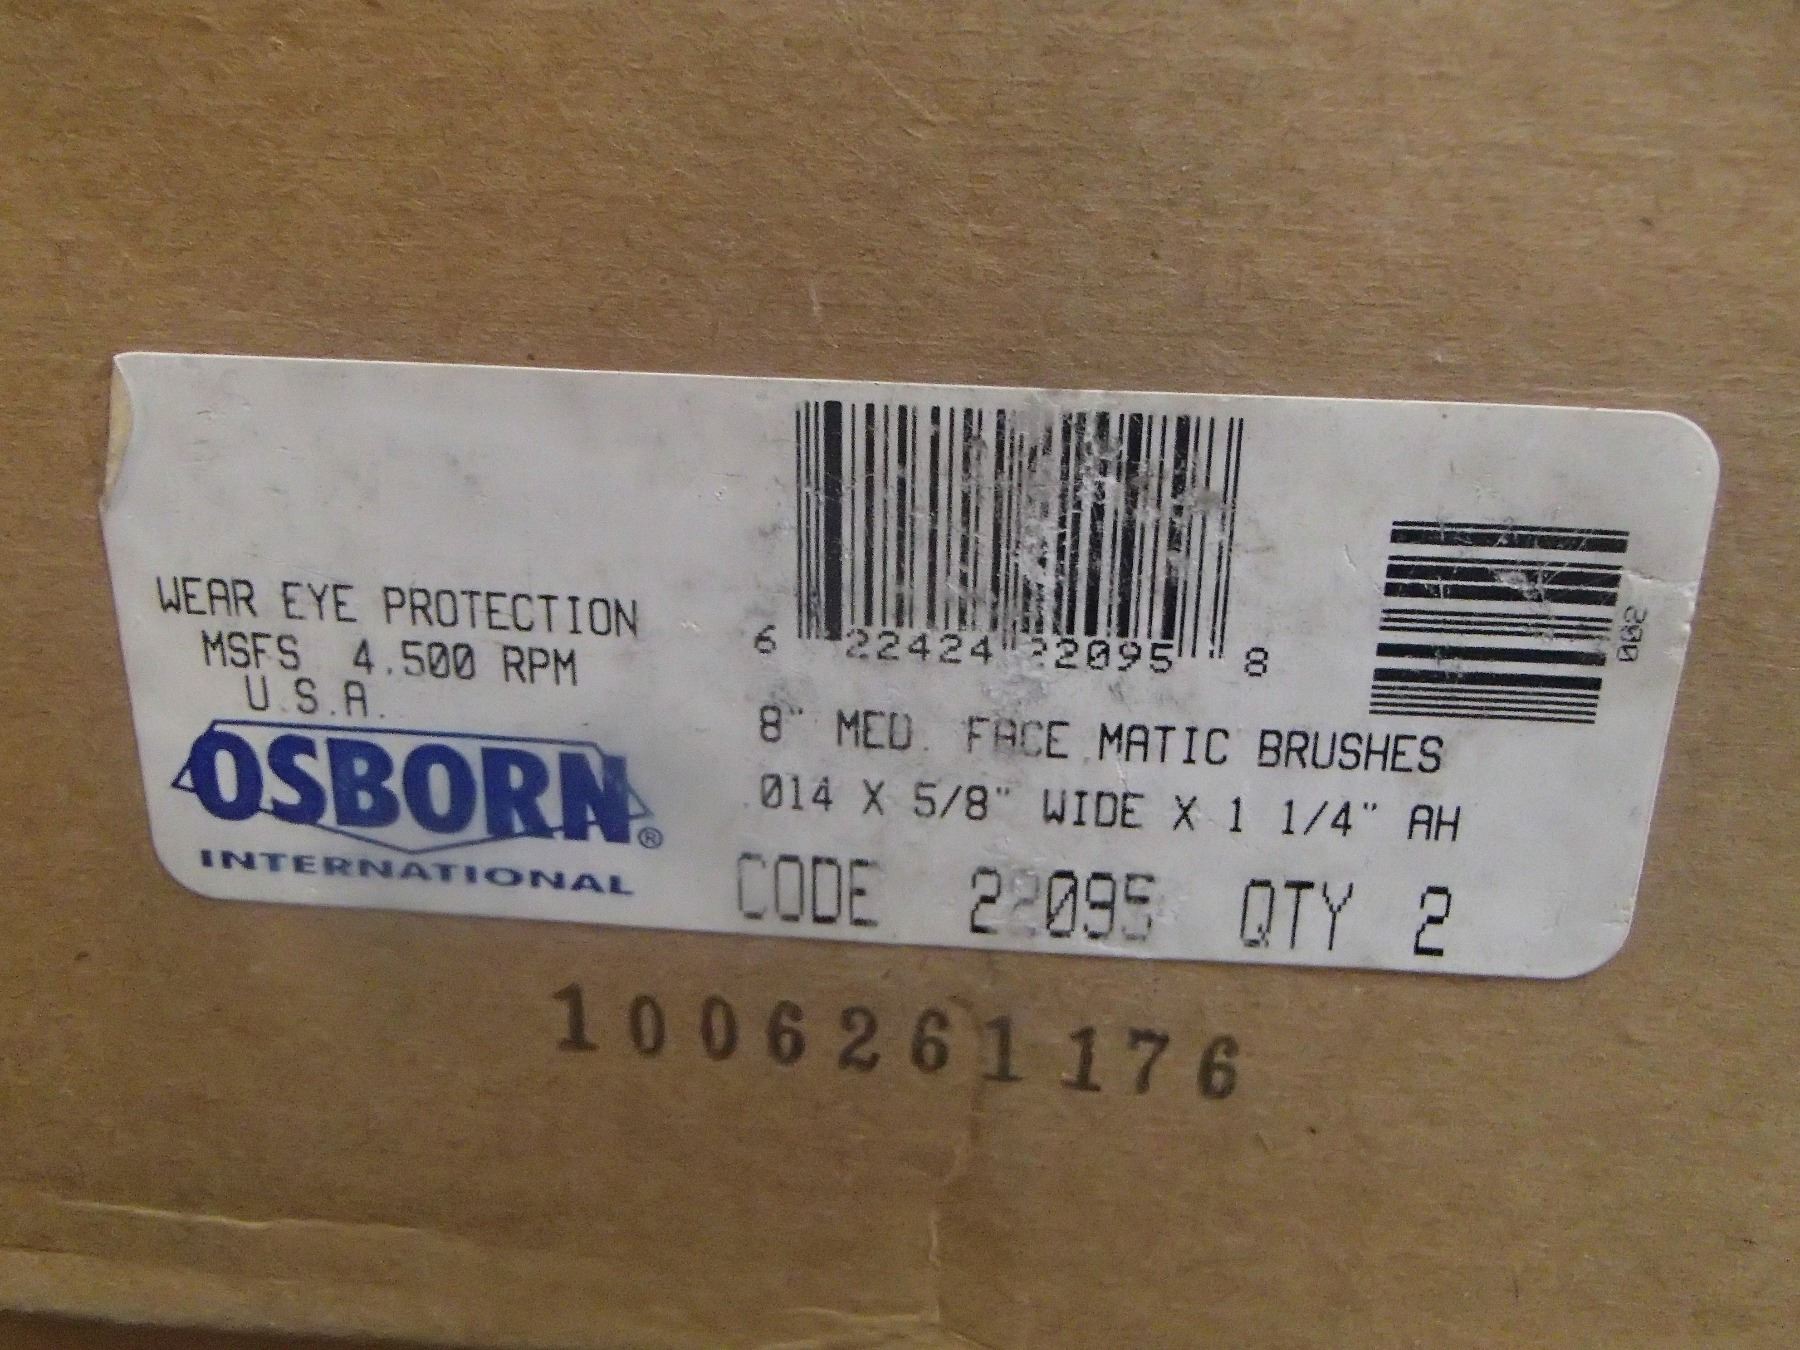 WEAR EYE PROTECTION
MSFS 4,500 RPM
U.S.A.
OSBORN®
INTERNATIONAL
6 22424 22095 8
002
8" MED. FACE MATIC BRUSHES
.014 X 5/8" WIDE X 1 1/4" AH
CODE 22095 QTY 2
1006261176